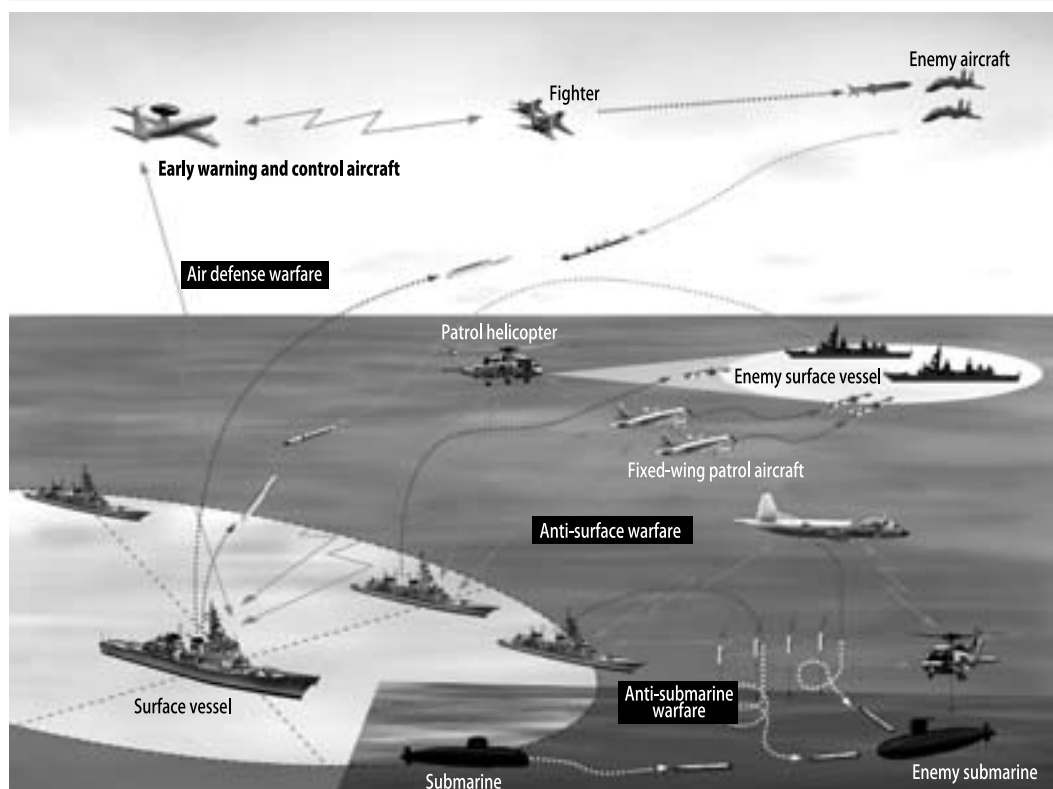 Enemy aircraft
Fighter
Early warning and control aircraft
Air defense warfare
Patrol helicopter
Enemy surface vessel
Fixed-wing patrol aircraft
Anti-surface warfare
Anti-submarine
warfare
Surface vessel
Submarine
Enemy submarine